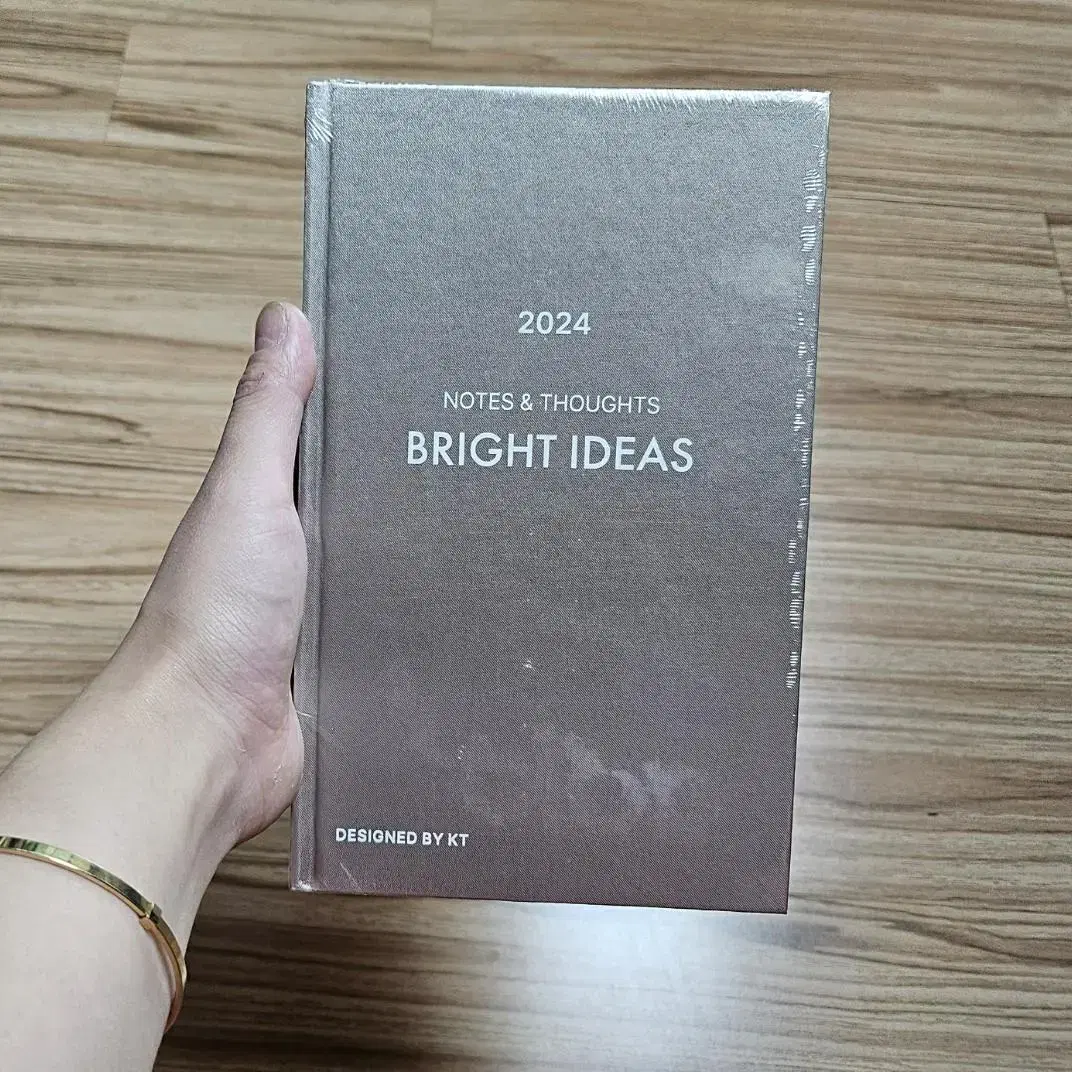 2024
NOTES & THOUGHTS
BRIGHT IDEAS
DESIGNED BY KT